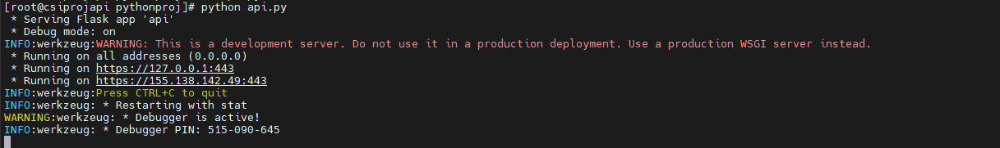 [root@csiprojapi pythonproj]# python api.py
 * Serving Flask app 'api'
 * Debug mode: on
INFO:werkzeug:WARNING: This is a development server. Do not use it in a production deployment. Use a production WSGI server instead.
 * Running on all addresses (0.0.0.0)
 * Running on https://127.0.0.1:443
 * Running on https://155.138.142.49:443
INFO:werkzeug:Press CTRL+C to quit
INFO:werkzeug: * Restarting with stat
WARNING:werkzeug: * Debugger is active!
INFO:werkzeug: * Debugger PIN: 515-090-645